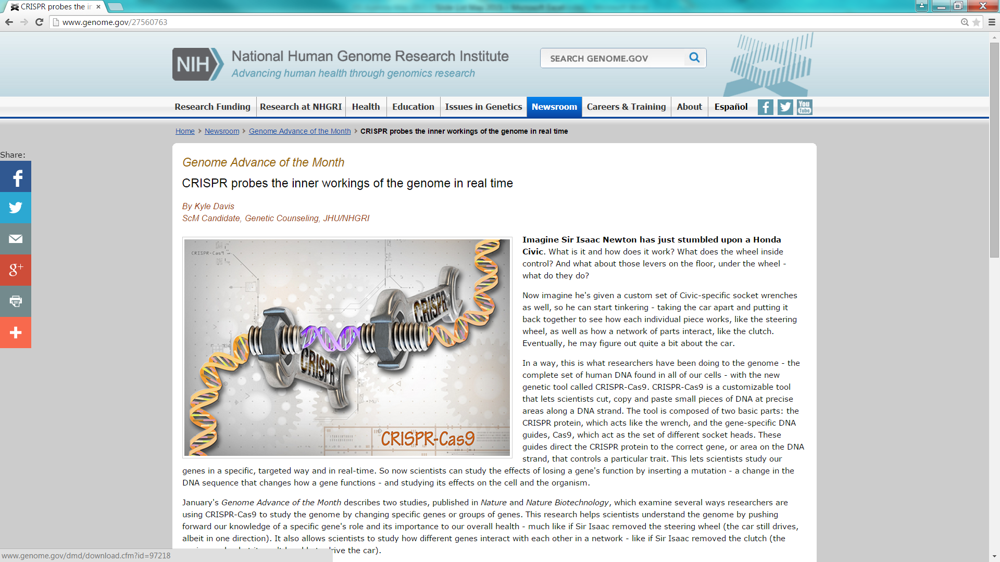 CRISPR probes the in
www.genome.gov/27560763
NIH
National Human Genome Research Institute
Advancing human health through genomics research
SEARCH GENOME.GOV
Research Funding
Research at NHGRI
Health
Education
Issues in Genetics
Newsroom
Careers & Training
About
Español
You
Tube
Home
Newsroom
Genome Advance of the Month
CRISPR probes the inner workings of the genome in real time
Share:
Genome Advance of the Month
CRISPR probes the inner workings of the genome in real time
By Kyle Davis
ScM Candidate, Genetic Counseling, JHU/NHGRI
CRISPR-Cas9
CRISPR
CRISPR
CRISPR-Cas9
Imagine Sir Isaac Newton has just stumbled upon a Honda
Civic. What is it and how does it work? What does the wheel inside
control? And what about those levers on the floor, under the wheel -
what do they do?
Now imagine he's given a custom set of Civic-specific socket wrenches
as well, so he can start tinkering - taking the car apart and putting it
back together to see how each individual piece works, like the steering
wheel, as well as how a network of parts interact, like the clutch.
Eventually, he may figure out quite a bit about the car.
In a way, this is what researchers have been doing to the genome - the
complete set of human DNA found in all of our cells - with the new
genetic tool called CRISPR-Cas9. CRISPR-Cas9 is a customizable tool
that lets scientists cut, copy and paste small pieces of DNA at precise
areas along a DNA strand. The tool is composed of two basic parts: the
CRISPR protein, which acts like the wrench, and the gene-specific DNA
guides, Cas9, which act as the set of different socket heads. These
guides direct the CRISPR protein to the correct gene, or area on the DNA
strand, that controls a particular trait. This lets scientists study our
genes in a specific, targeted way and in real-time. So now scientists can study the effects of losing a gene's function by inserting a mutation - a change in the
DNA sequence that changes how a gene functions - and studying its effects on the cell and the organism.
January's Genome Advance of the Month describes two studies, published in Nature and Nature Biotechnology, which examine several ways researchers are
using CRISPR-Cas9 to study the genome by changing specific genes or groups of genes. This research helps scientists understand the genome by pushing
forward our knowledge of a specific gene's role and its importance to our overall health - much like if Sir Isaac removed the steering wheel (the car still drives,
albeit in one direction). It also allows scientists to study how different genes interact with each other in a network - like if Sir Isaac removed the clutch (the
the car).
www.genome.gov/dmd/download.cfm?id=97218